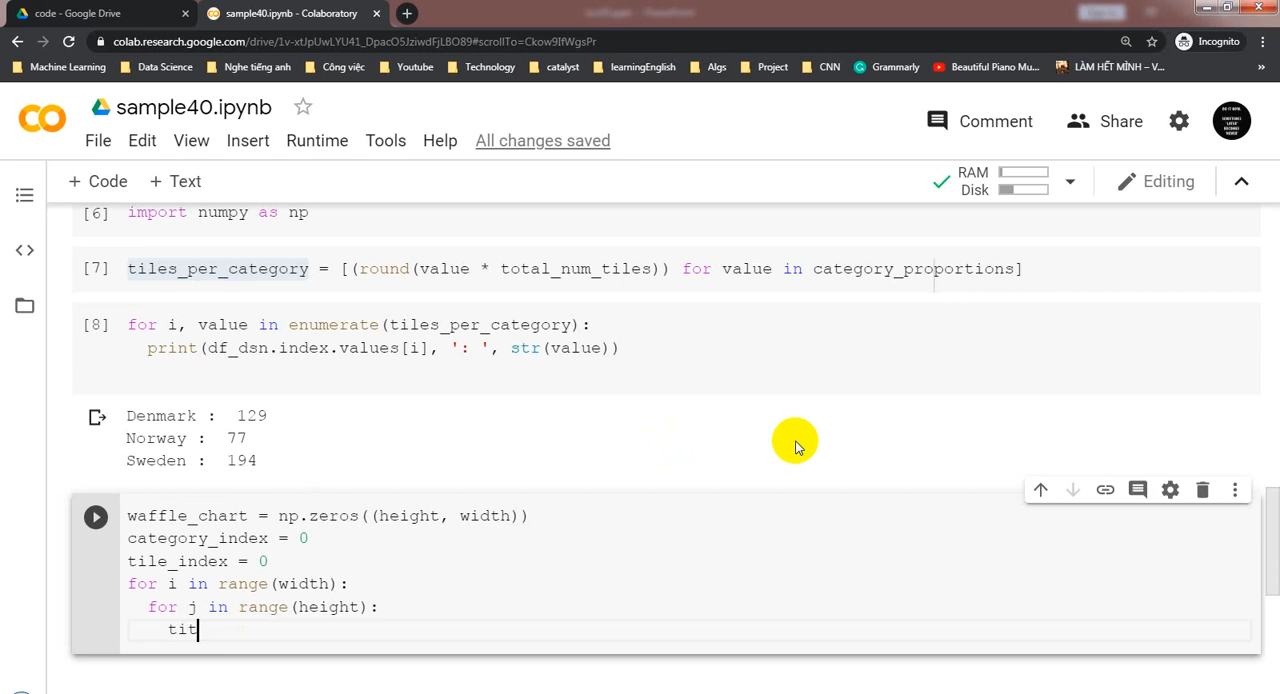 code - Google Drive
sample40.ipynb - Colaboratory
colab.research.google.com/drive/1v-xtJpUwLYU41_DpacO5JziwdFjLBO89#scrollTo=Ckow9IfWgsPr
Incognito
Machine Learning
Data Science
Nghe tiếng anh
Công việc
Youtube
Technology
catalyst
learningEnglish
Algs
Project
CNN
Grammarly
Beautiful Piano Mu...
LÀM HẾT MÌNH – V...
sample40.ipynb
Comment
Share
File Edit View Insert Runtime Tools Help All changes saved
+ Code + Text
RAM
Disk
Editing
[6] import numpy as np
[7] tiles_per_category = [(round(value * total_num_tiles)) for value in category_proportions]
[8] for i, value in enumerate(tiles_per_category):
print(df_dsn.index.values[i], ': ', str(value))
Denmark : 129
Norway : 77
Sweden : 194
waffle_chart = np.zeros((height, width))
category_index = 0
tile_index = 0
for i in range(width):
for j in range(height):
tit